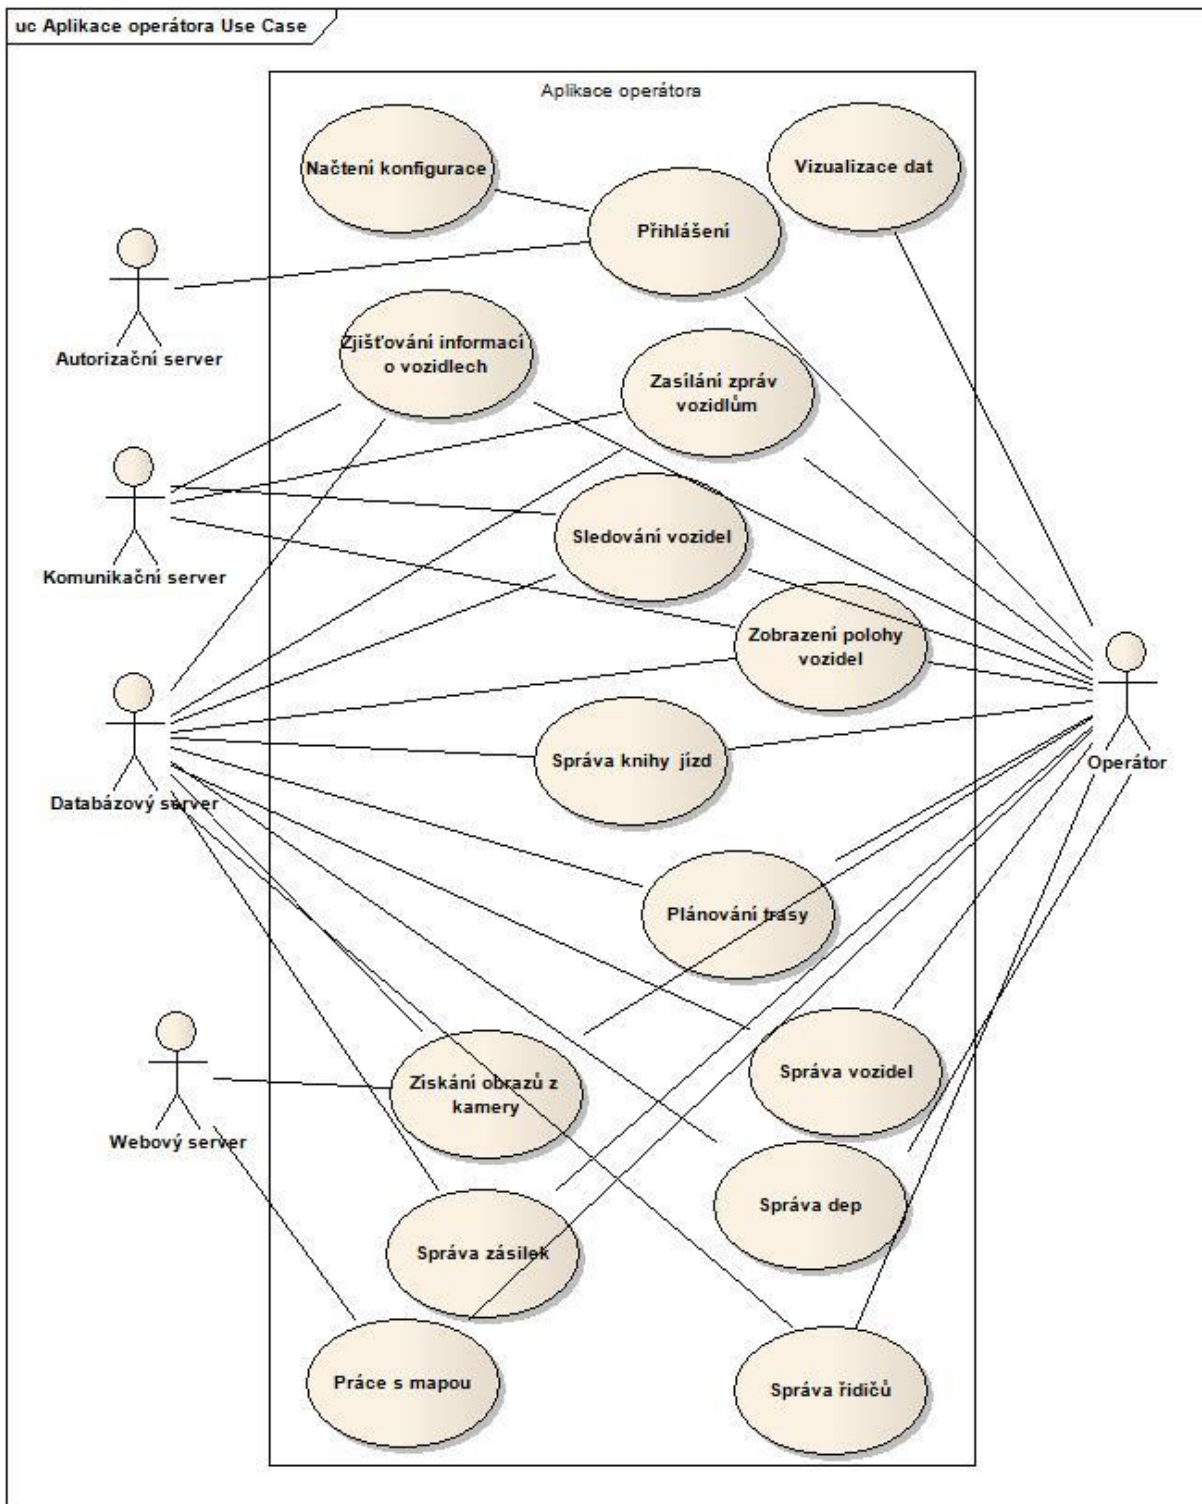 uc Aplikace operátora Use Case
Aplikace operátora
Načtení konfigurace
Vizualizace dat
Přihlášení
Autorizační server
Zjišťování informací
o vozidlech
Zasílání zpráv
vozidlům
Komunikační server
Sledování vozidel
Zobrazení polohy
vozidel
Databázový server
Správa knihy jízd
Operátor
Plánování trasy
Webový server
Získání obrazů z
kamery
Správa vozidel
Správa dep
Správa zásilek
Práce s mapou
Správa řidičů